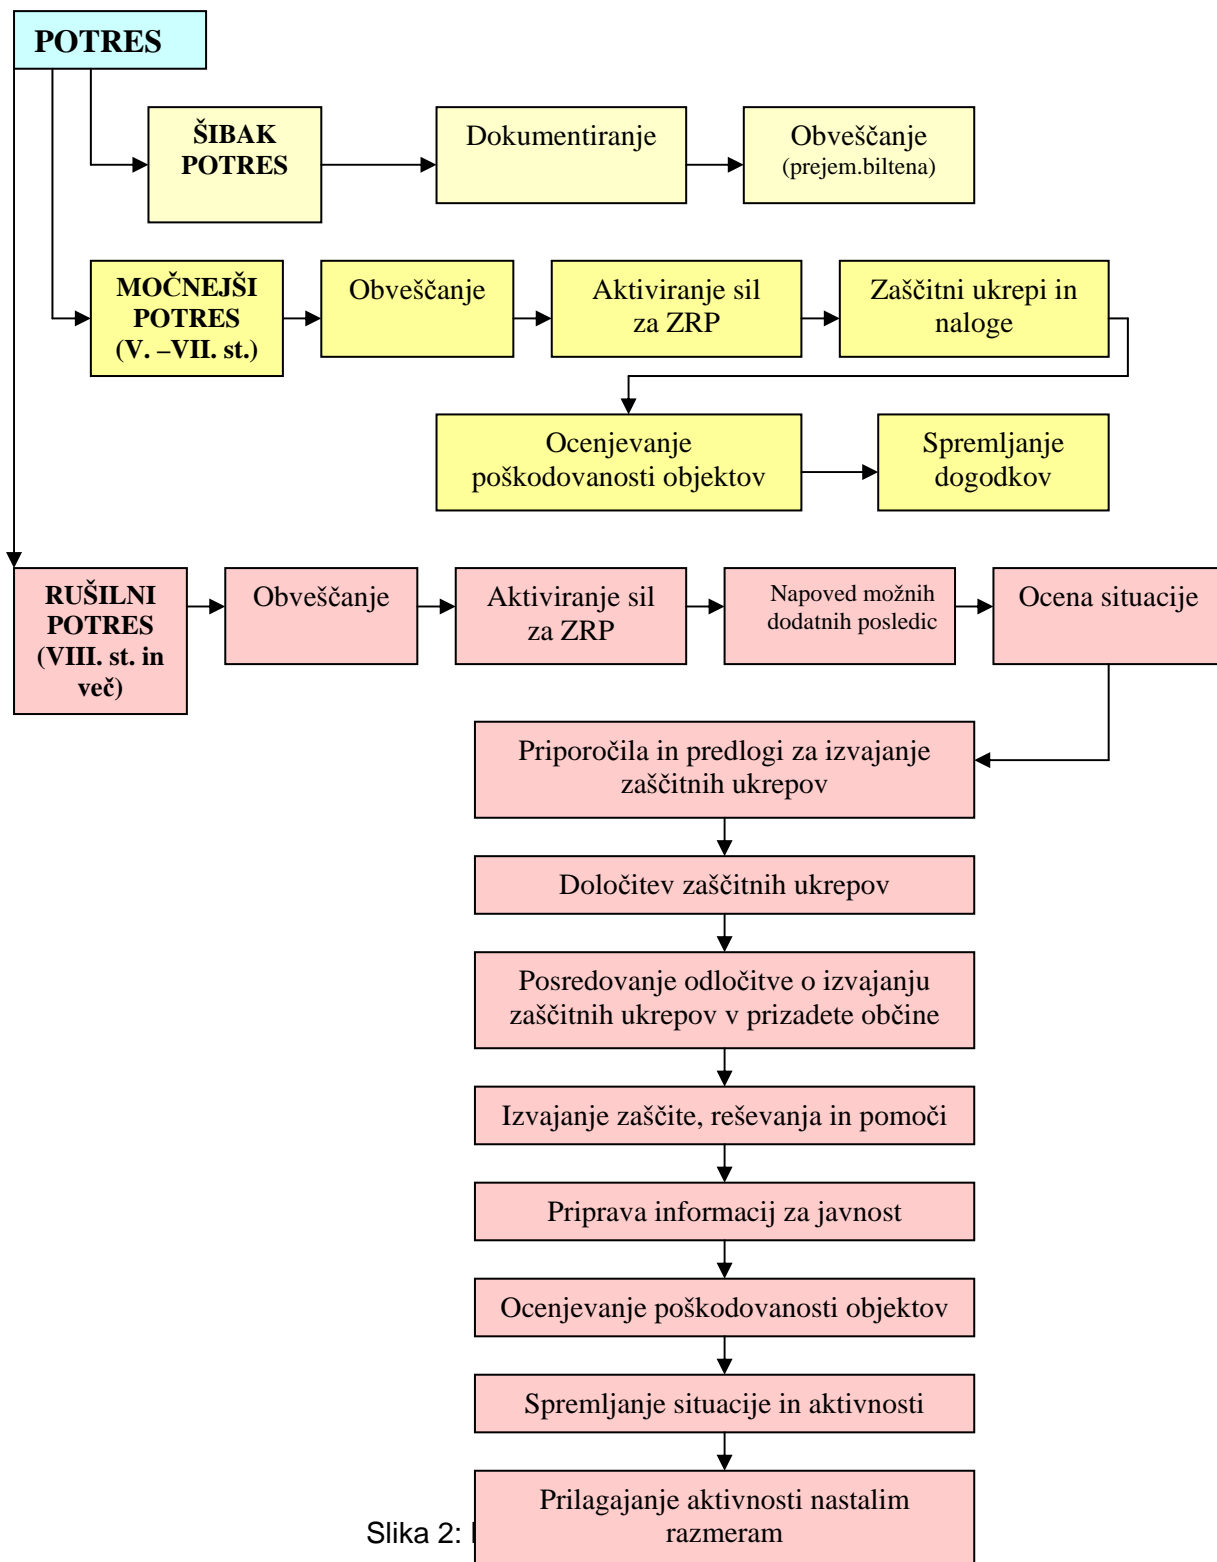 POTRES
ŠIBAK
POTRES
Dokumentiranje
Obveščanje
(prejem.biltena)
MOČNEJŠI
POTRES
(V. –VII. st.)
Obveščanje
Aktiviranje sil
za ZRP
Zaščitni ukrepi in
naloge
Ocenjevanje
poškodovanosti objektov
Spremljanje
dogodkov
RUŠILNI
POTRES
(VIII. st. in
več)
Obveščanje
Aktiviranje sil
za ZRP
Napoved možnih
dodatnih posledic
Ocena situacije
Priporočila in predlogi za izvajanje
zaščitnih ukrepov
Določitev zaščitnih ukrepov
Posredovanje odločitve o izvajanju
zaščitnih ukrepov v prizadete občine
Izvajanje zaščite, reševanja in pomoči
Priprava informacij za javnost
Ocenjevanje poškodovanosti objektov
Spremljanje situacije in aktivnosti
Prilagajanje aktivnosti nastalim
razmeram
Slika 2: